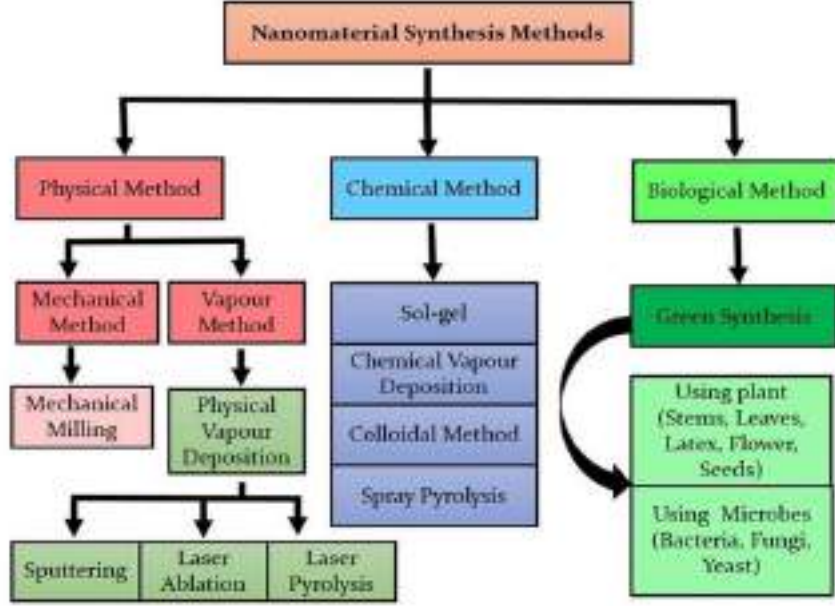 Nanomaterial Synthesis Methods
Physical Method
Chemical Method
Biological Method
Mechanical
Method
Vapour
Method
Mechanical
Milling
Physical
Vapour
Deposition
Sputtering
Laser
Ablation
Laser
Pyrolysis
Sol-gel
Chemical Vapour
Deposition
Colloidal Method
Spray Pyrolysis
Green Synthesis
Using plant
(Stems, Leaves,
Latex, Flower,
Seeds)
Using Microbes
(Bacteria, Fungi,
Yeast)